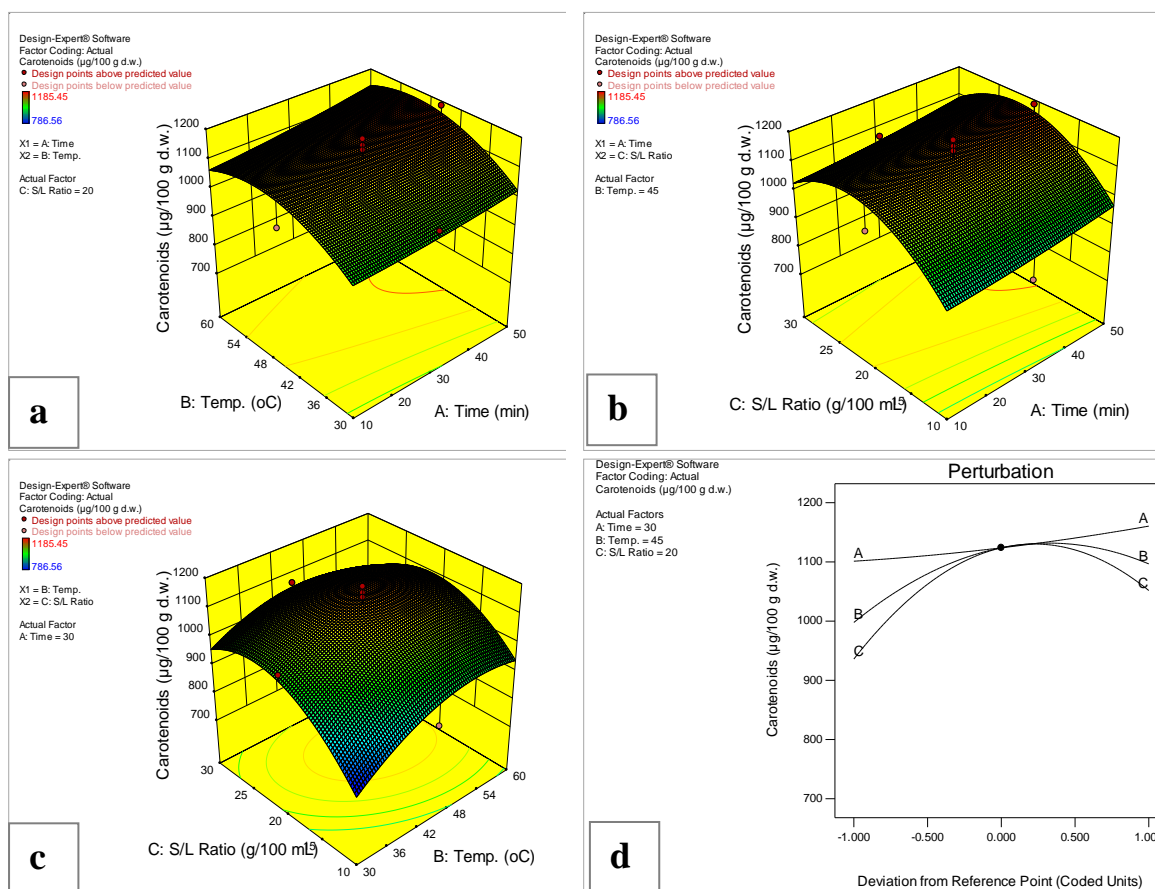 Design-Expert® Software
Factor Coding: Actual
Carotenoids (µg/100 g d.w.)
Design points above predicted value
Design points below predicted value
1185.45
786.56
X1 = A: Time
X2 = B: Temp.
Actual Factor
C: S/L Ratio = 20
Carotenoids (µg/100 g d.w.)
1200
1100
1000
900
800
700
60
54
48
42
36
30
10
20
30
40
50
B: Temp. (oC)
A: Time (min)
a
Design-Expert® Software
Factor Coding: Actual
Carotenoids (µg/100 g d.w.)
Design points above predicted value
Design points below predicted value
1185.45
786.56
X1 = A: Time
X2 = C: S/L Ratio
Actual Factor
B: Temp. = 45
Carotenoids (µg/100 g d.w.)
1200
1100
1000
900
800
700
30
25
20
15
10
10
20
30
40
50
C: S/L Ratio (g/100 mL)
A: Time (min)
b
Design-Expert® Software
Factor Coding: Actual
Carotenoids (µg/100 g d.w.)
Design points above predicted value
Design points below predicted value
1185.45
786.56
X1 = B: Temp.
X2 = C: S/L Ratio
Actual Factor
A: Time = 30
Carotenoids (µg/100 g d.w.)
1200
1100
1000
900
800
700
30
25
20
15
10
30
36
42
48
54
60
C: S/L Ratio (g/100 mL)
B: Temp. (oC)
c
Design-Expert® Software
Factor Coding: Actual
Carotenoids (µg/100 g d.w.)
Actual Factors
A: Time = 30
B: Temp. = 45
C: S/L Ratio = 20
Perturbation
Carotenoids (µg/100 g d.w.)
1200
1100
1000
900
800
700
A
B
C
A
B
C
-1.000
-0.500
0.000
0.500
1.00
Deviation from Reference Point (Coded Units)
d